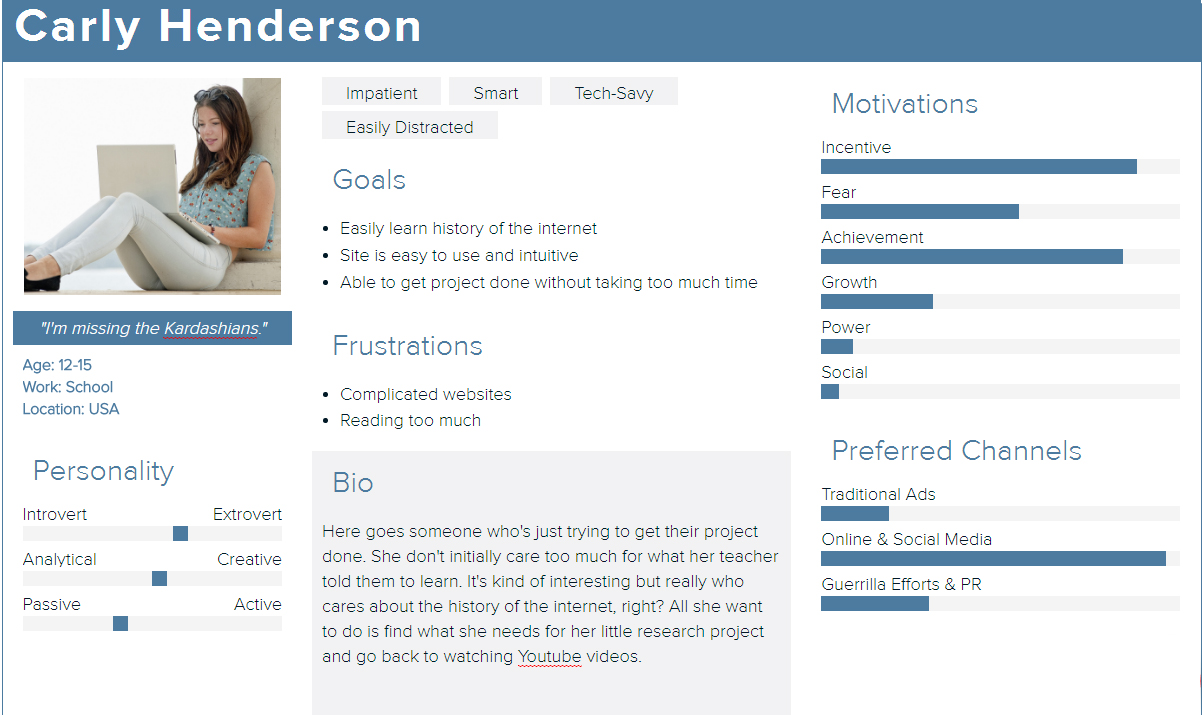 Carly Henderson
"I'm missing the Kardashians."
Age: 12-15
Work: School
Location: USA
Personality
Introvert Extrovert
Analytical Creative
Passive Active
Impatient Smart Tech-Savy
Easily Distracted
Goals
• Easily learn history of the internet
• Site is easy to use and intuitive
• Able to get project done without taking too much time
Frustrations
• Complicated websites
• Reading too much
Bio
Here goes someone who's just trying to get their project
done. She don't initially care too much for what her teacher
told them to learn. It's kind of interesting but really who
cares about the history of the internet, right? All she want
to do is find what she needs for her little research project
and go back to watching Youtube videos.
Motivations
Incentive
Fear
Achievement
Growth
Power
Social
Preferred Channels
Traditional Ads
Online & Social Media
Guerrilla Efforts & PR